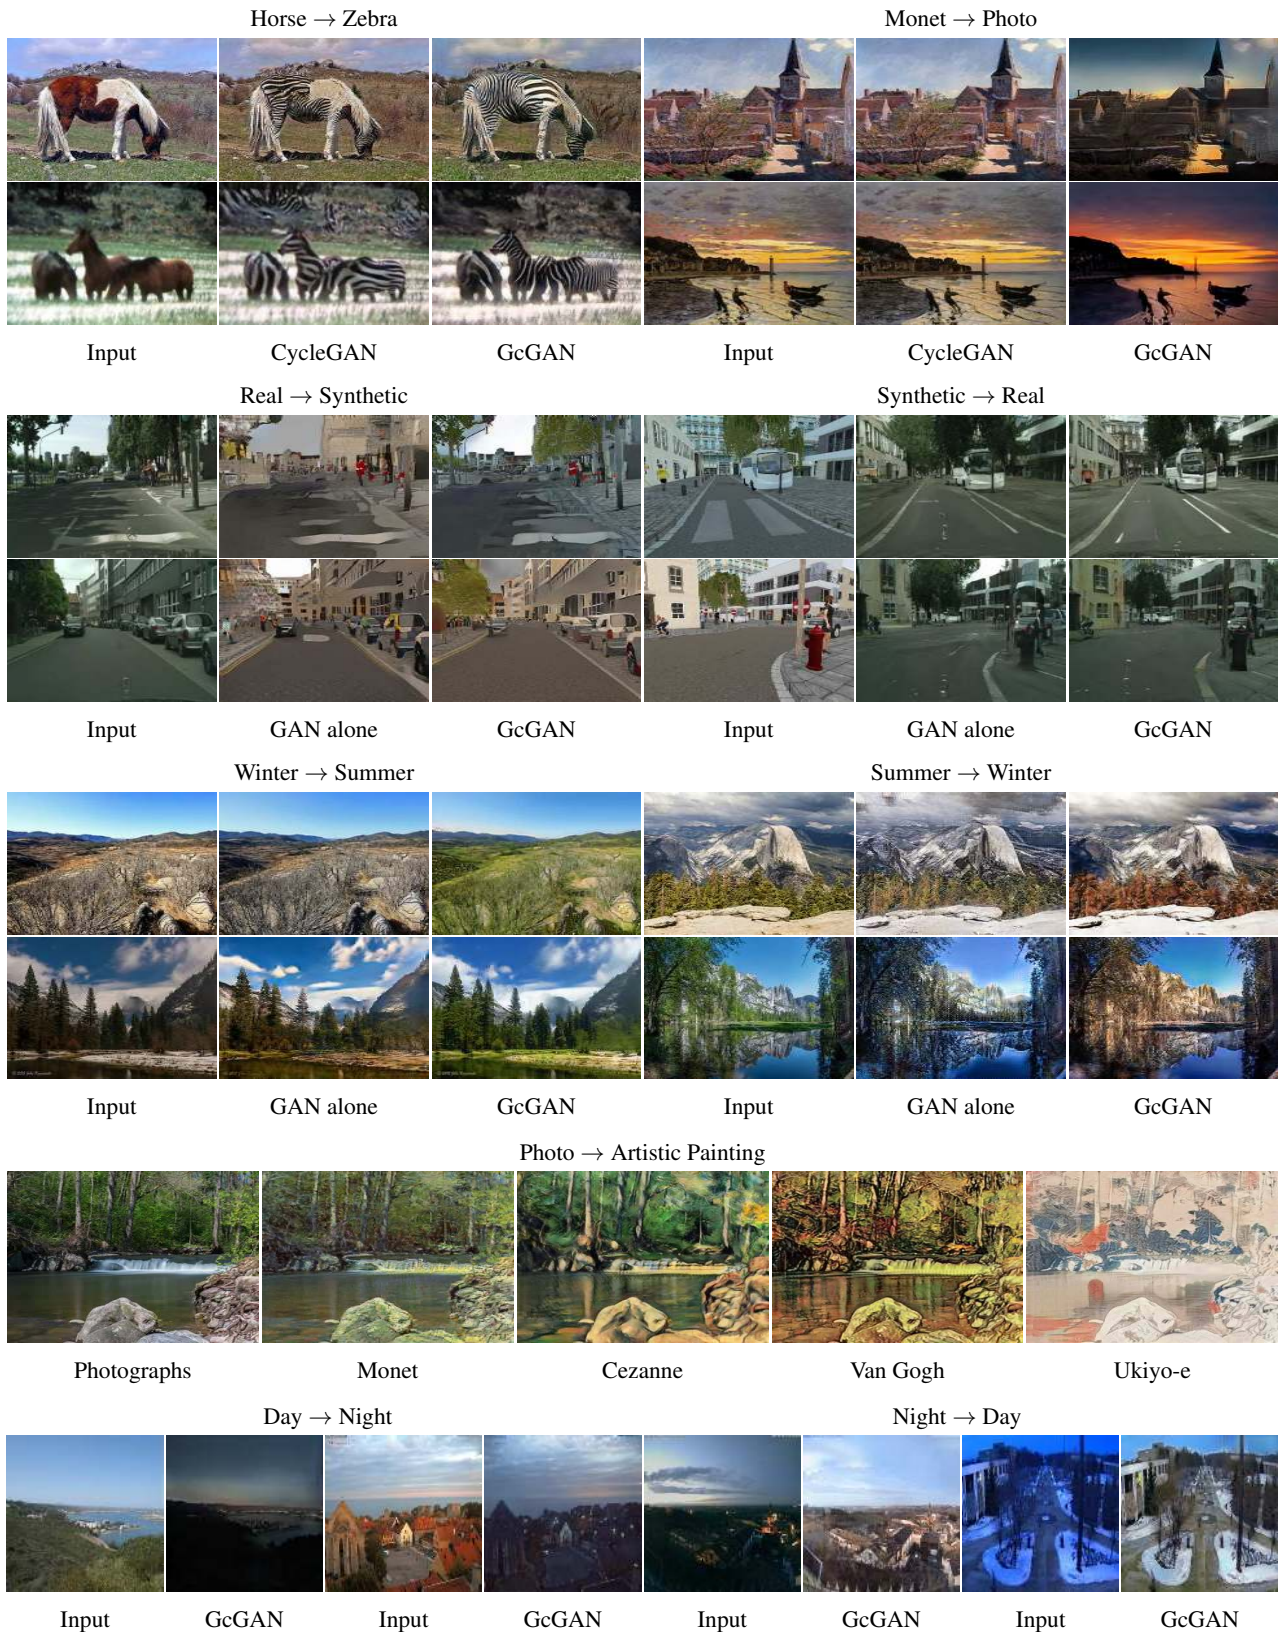 Horse → Zebra
Monet → Photo
Input CycleGAN GcGAN Input CycleGAN GcGAN
Real → Synthetic
Synthetic → Real
Input GAN alone GcGAN Input GAN alone GcGAN
Winter → Summer
Summer → Winter
Input GAN alone GcGAN Input GAN alone GcGAN
Photo → Artistic Painting
Photographs Monet Cezanne Van Gogh Ukiyo-e
Day → Night
Night → Day
Input GcGAN Input GcGAN Input GcGAN Input GcGAN